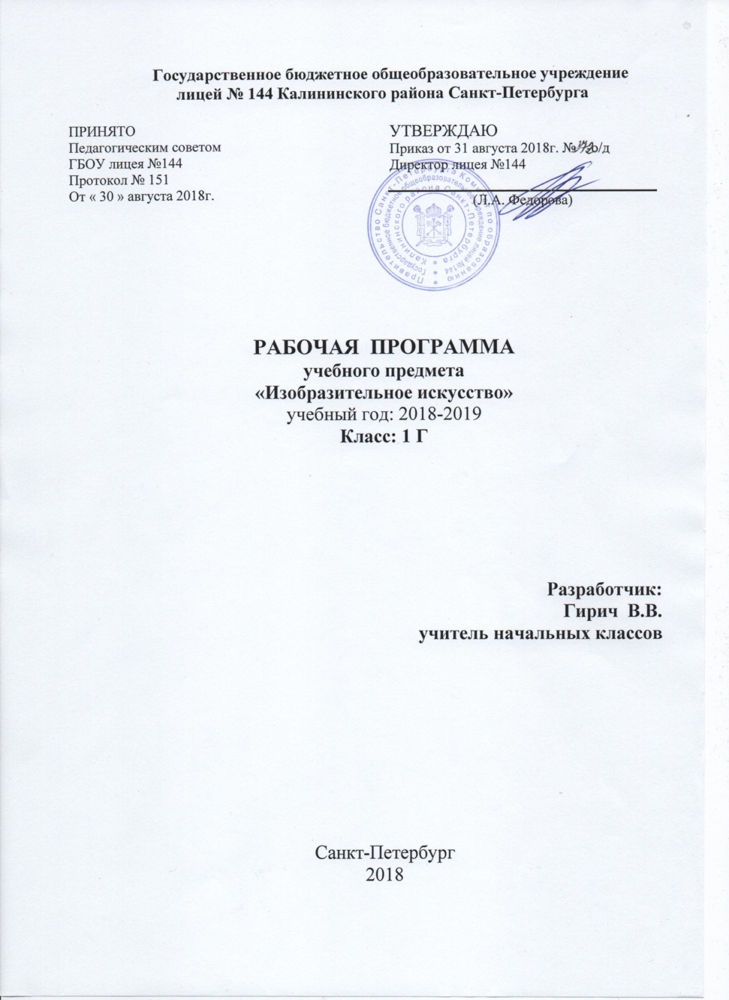 Государственное бюджетное общеобразовательное учреждение
лицей № 144 Калининского района Санкт-Петербурга
ПРИНЯТО
Педагогическим советом
ГБОУ лицея №144
Протокол № 151
От « 30 » августа 2018г.
УТВЕРЖДАЮ
Приказ от 31 августа 2018г. № о/д
Директор лицея №144
(Л.А. Федорова)
Правительство Санкт-Петербурга Комитет по образованию
Государственное бюджетное общеобразовательное учреждение лицей №144
Калининского района Санкт-Петербурга
РАБОЧАЯ ПРОГРАММА
учебного предмета
«Изобразительное искусство»
учебный год: 2018-2019
Класс: 1 Г
Разработчик:
Гирич В.В.
учитель начальных классов
Санкт-Петербург
2018